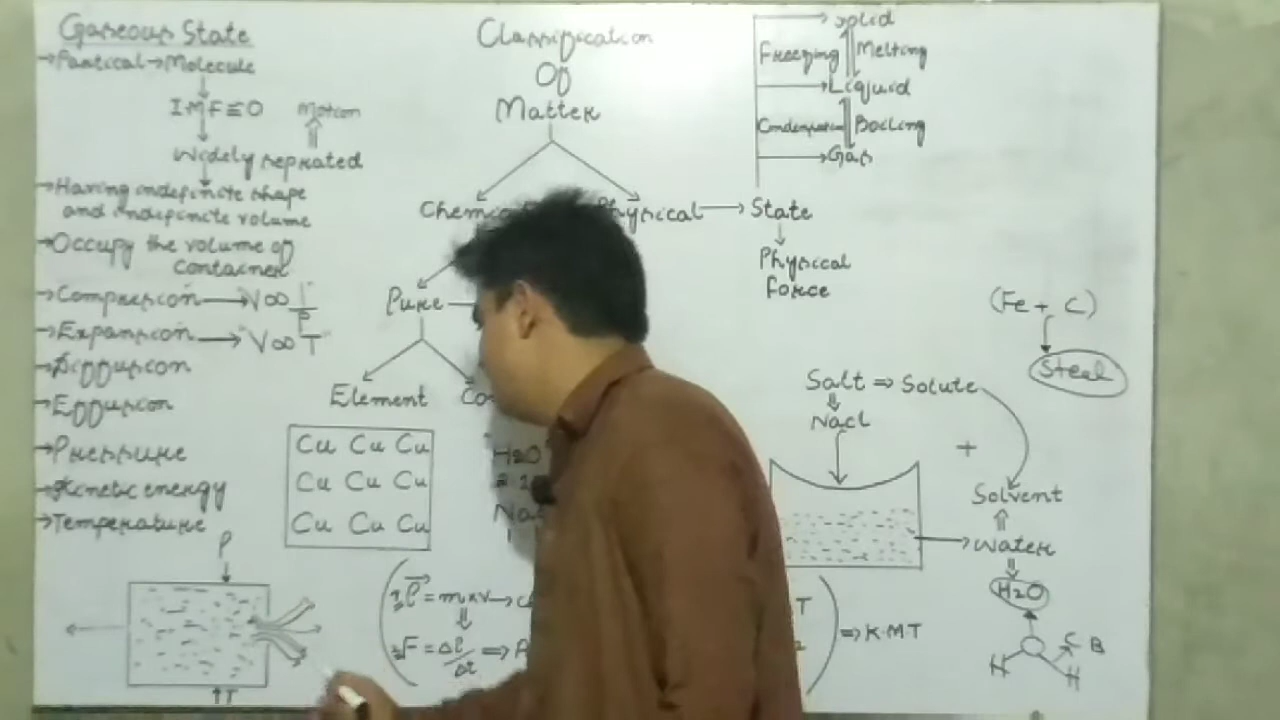 Gaseous State
→Partical→Molecule
IMF≡0
Motion
Widely seprated
→Having indefinite shape
and indefinite volume
→Occupy the volume of
container
→Compression→V∞ 1/P
→Expansion→V∞T
→Diffusion
→Effusion
→Pressure
→Kinetic energy
→Temperature
P
T
Classification
Of
Matter
Physical→State
Physical
force
Solid
Freezing
Melting
Liquid
Condensation
Boiling
Gas
Pure
Element
Cu Cu Cu
Cu Cu Cu
Cu Cu Cu
H2O
= m×v→
F = Δ
⇒K.M.T
(Fe + C)
Steel
Salt ⇒ Solute
Nacl
+
Solvent
Water
H2O
H
H
C B